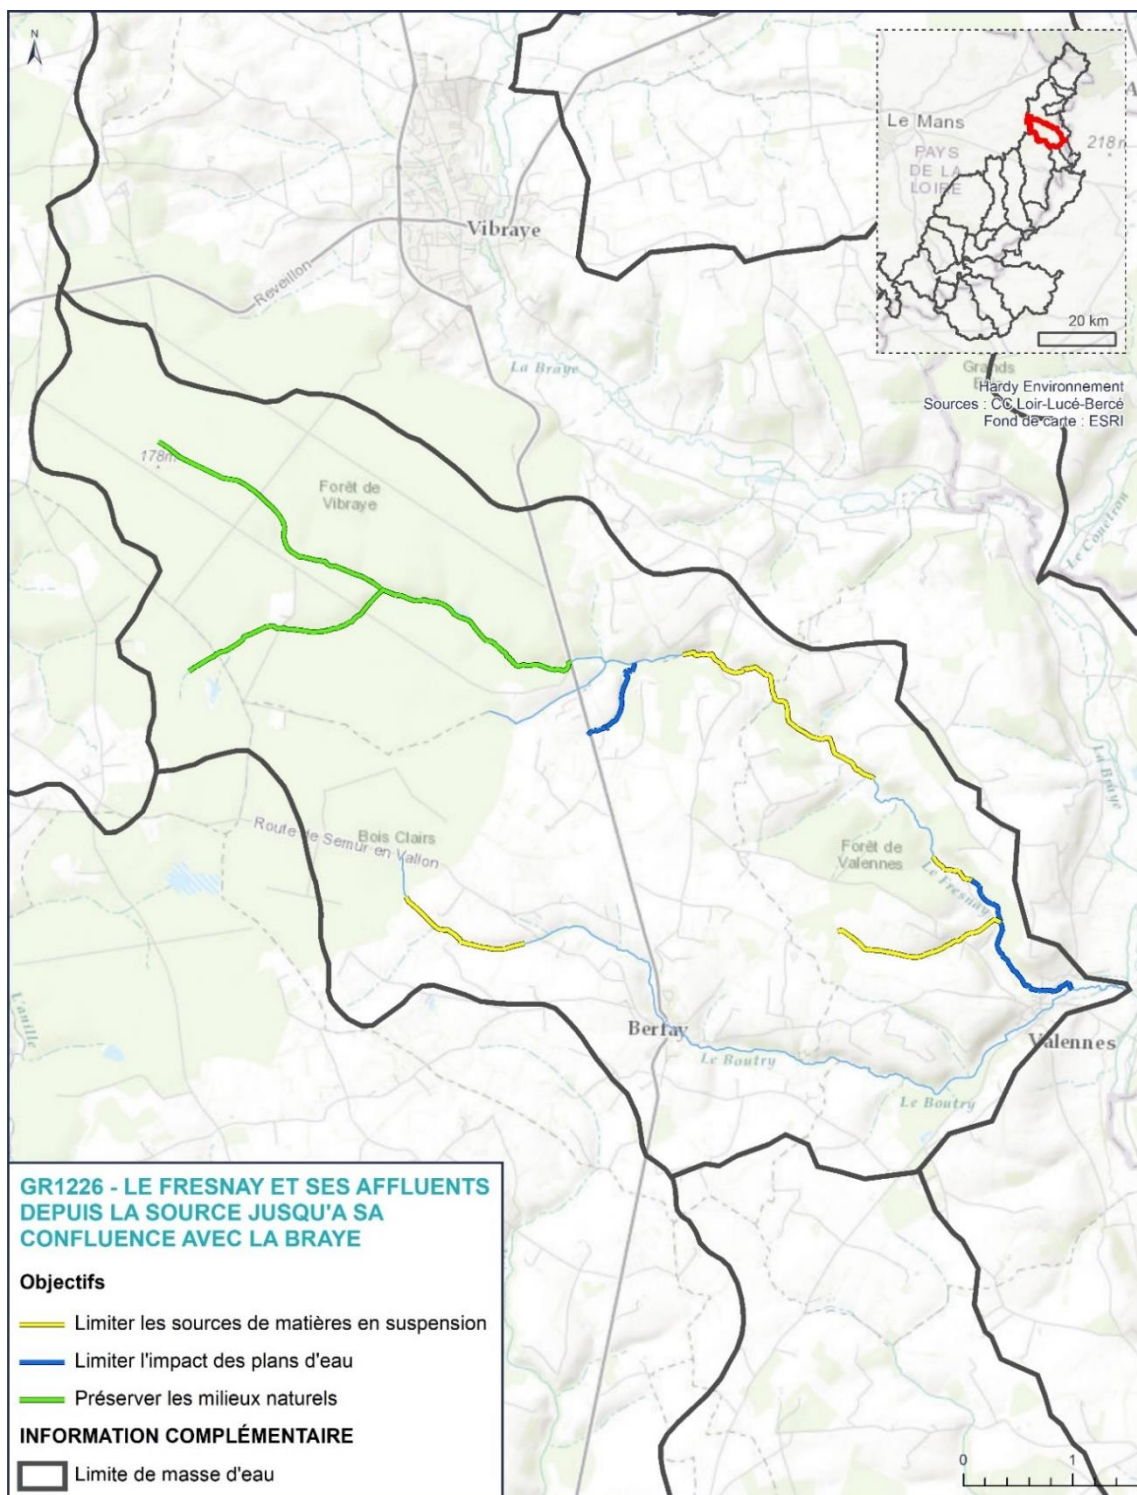 N
Le Mans
A
218 m
PAYS
DE LA
LOIRE
20 km
Vibraye
Réveillon
La Braye
Grands
Hardy Environnement
Sources : CC Loir-Lucé-Bercé
Fond de carte : ESRI
178m
Forêt de
Vibraye
Le Couetron
La Braye
Route de Semur en Vallon
Bois Clairs
Forêt de
Valennes
Le Fresnay
L'anille
Berfay
Valennes
Le Boutry
Le Boutry
GR1226 - LE FRESNAY ET SES AFFLUENTS
DEPUIS LA SOURCE JUSQU'A SA
CONFLUENCE AVEC LA BRAYE
Objectifs
Limiter les sources de matières en suspension
Limiter l'impact des plans d'eau
Préserver les milieux naturels
INFORMATION COMPLÉMENTAIRE
Limite de masse d'eau
0 1